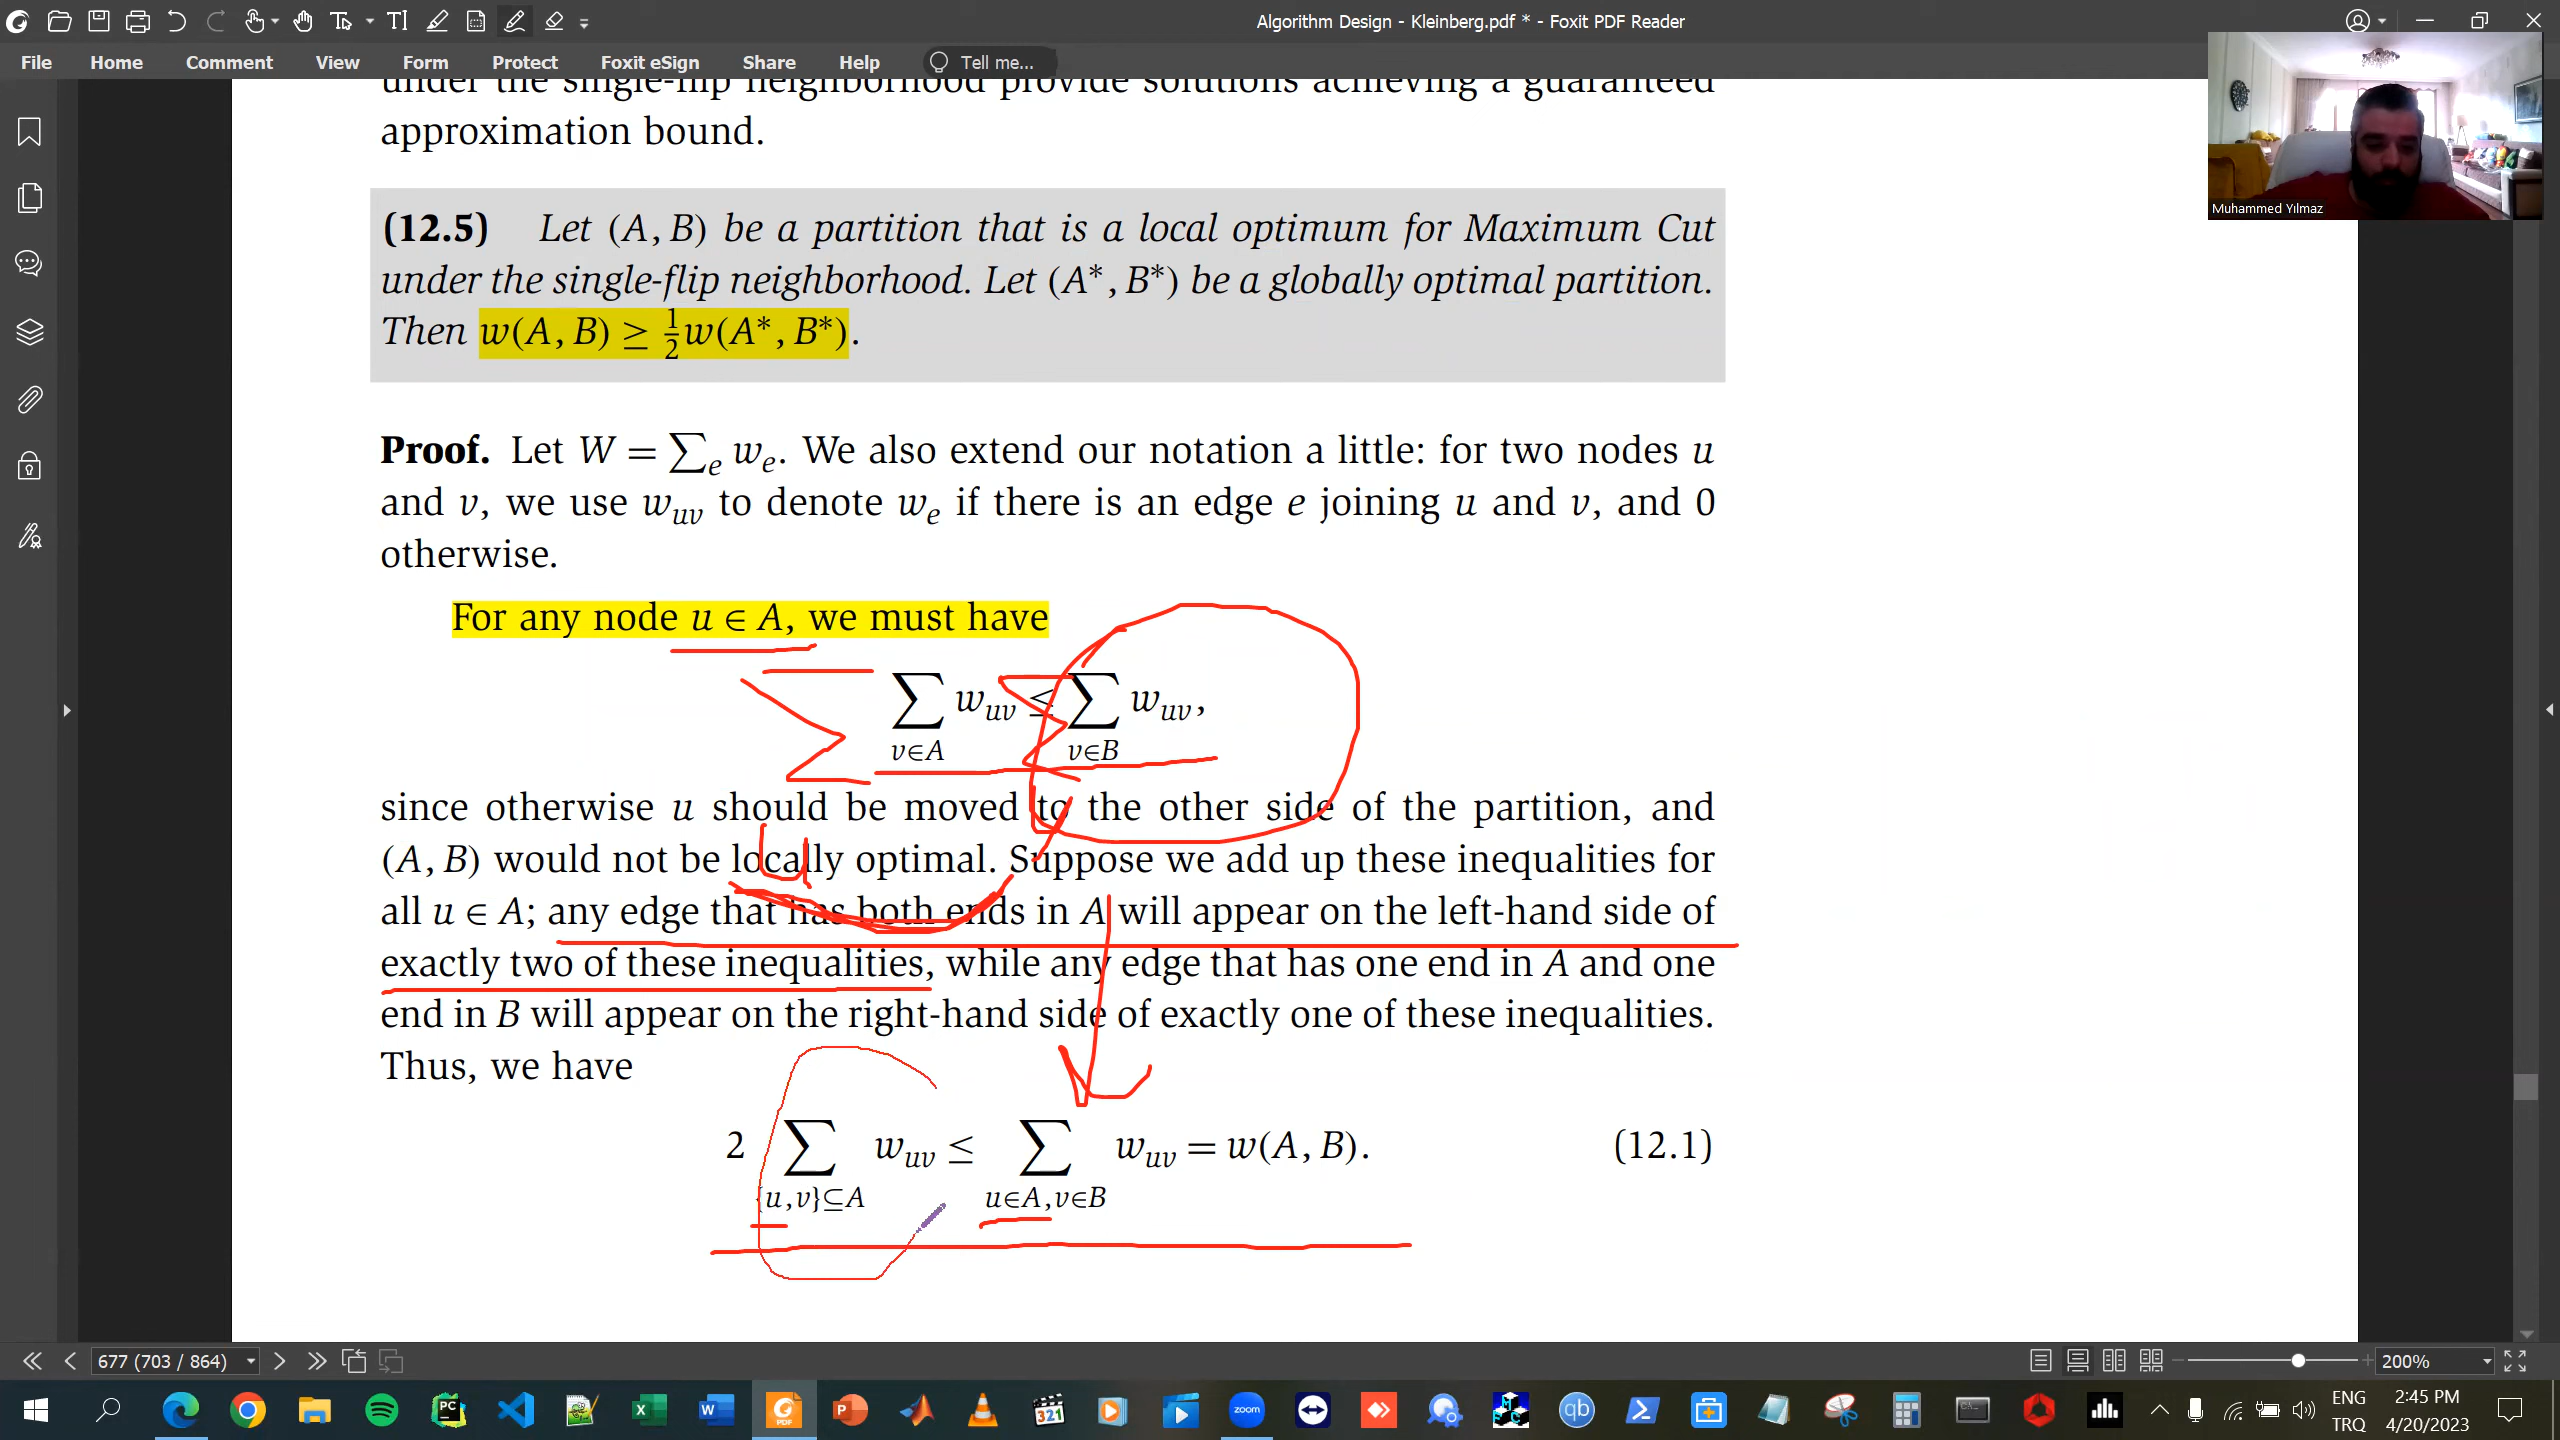 Algorithm Design - Kleinberg.pdf * - Foxit PDF Reader
File Home Comment View Form Protect Foxit eSign Share Help Tell me...
Muhammed Yılmaz
under the single-flip neighborhood provide solutions achieving a guaranteed
approximation bound.
(12.5) Let (A, B) be a partition that is a local optimum for Maximum Cut
under the single-flip neighborhood. Let (A*, B*) be a globally optimal partition.
Then w(A, B) ≥ ½w(A*, B*).
Proof. Let W = ∑e we. We also extend our notation a little: for two nodes u
and v, we use wuv to denote we if there is an edge e joining u and v, and 0
otherwise.
For any node u ∈ A, we must have
∑ wuv ≤ ∑ wuv,
v∈A v∈B
since otherwise u should be moved to the other side of the partition, and
(A, B) would not be locally optimal. Suppose we add up these inequalities for
all u ∈ A; any edge that has both ends in A will appear on the left-hand side of
exactly two of these inequalities, while any edge that has one end in A and one
end in B will appear on the right-hand side of exactly one of these inequalities.
Thus, we have
2 ∑ wuv ≤ ∑ wuv = w(A, B). (12.1)
{u,v}⊆A u∈A,v∈B
677 (703 / 864)
200%
ENG 2:45 PM
TRQ 4/20/2023